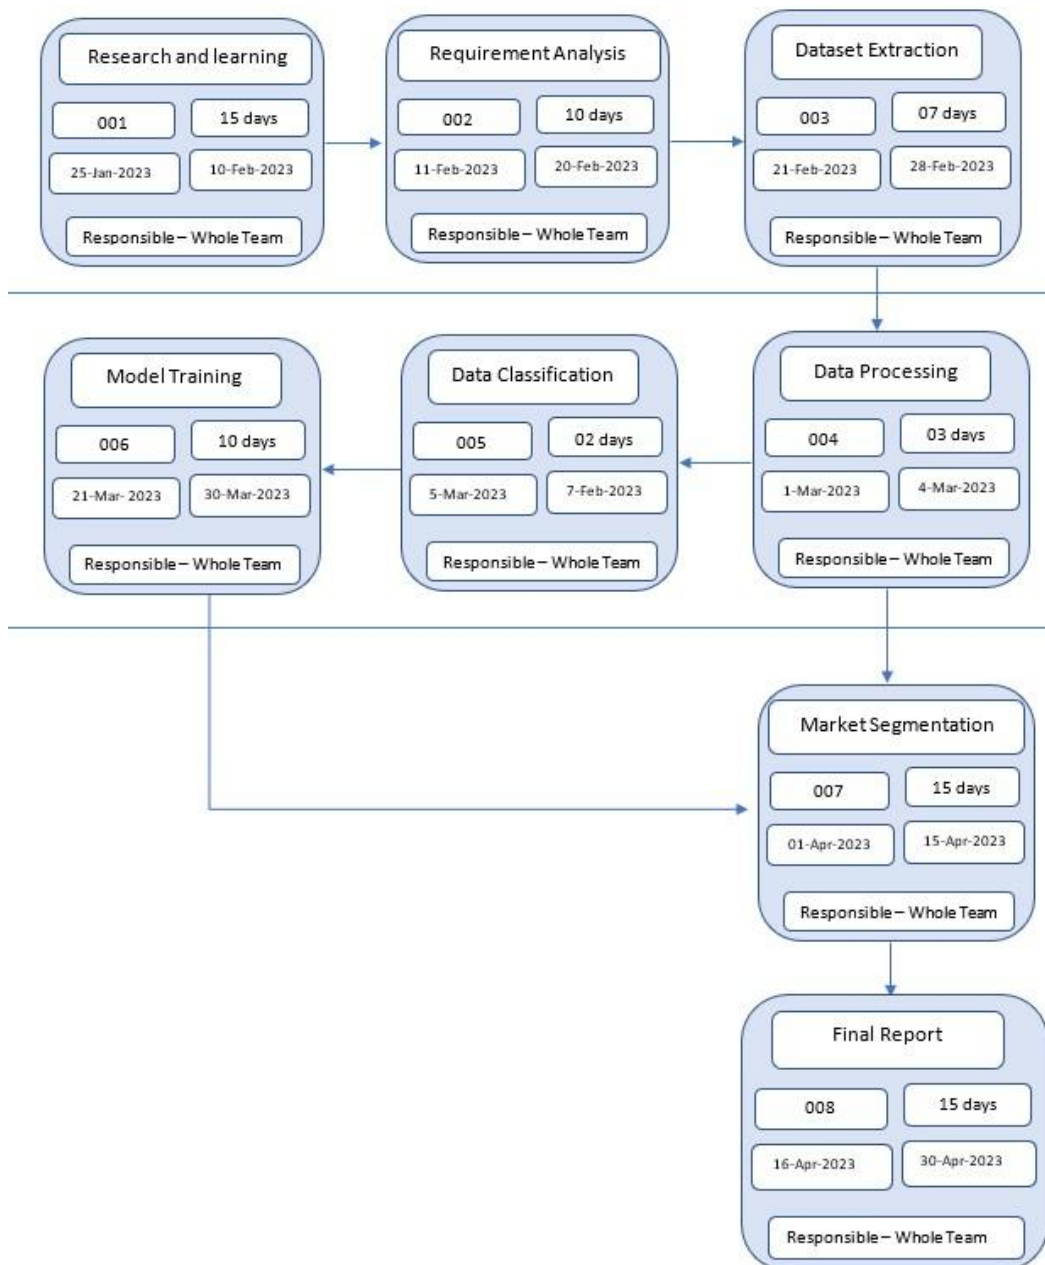 Research and learning
001
15 days
25-Jan-2023
10-Feb-2023
Responsible – Whole Team
Requirement Analysis
002
10 days
11-Feb-2023
20-Feb-2023
Responsible – Whole Team
Dataset Extraction
003
07 days
21-Feb-2023
28-Feb-2023
Responsible – Whole Team
Data Processing
004
03 days
1-Mar-2023
4-Mar-2023
Responsible – Whole Team
Data Classification
005
02 days
5-Mar-2023
7-Feb-2023
Responsible – Whole Team
Model Training
006
10 days
21-Mar- 2023
30-Mar-2023
Responsible – Whole Team
Market Segmentation
007
15 days
01-Apr-2023
15-Apr-2023
Responsible – Whole Team
Final Report
008
15 days
16-Apr-2023
30-Apr-2023
Responsible – Whole Team